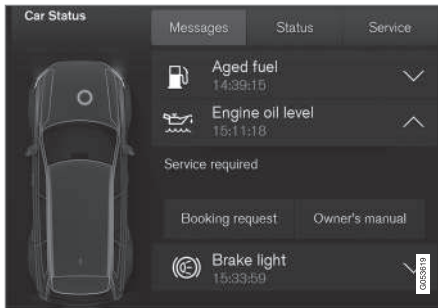 Car Status
Messages
Status
Service
Aged fuel
14:39:15
Engine oil level
15:11:18
Service required
Booking request
Owner's manual
Brake light
15:33:59
G053619